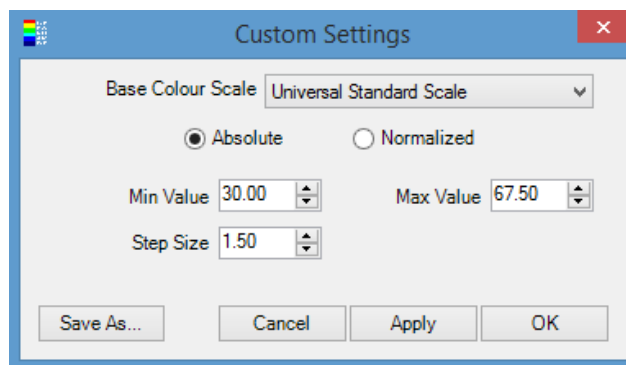 Custom Settings
Base Colour Scale Universal Standard Scale
Absolute Normalized
Min Value 30.00 Max Value 67.50
Step Size 1.50
Save As... Cancel Apply OK